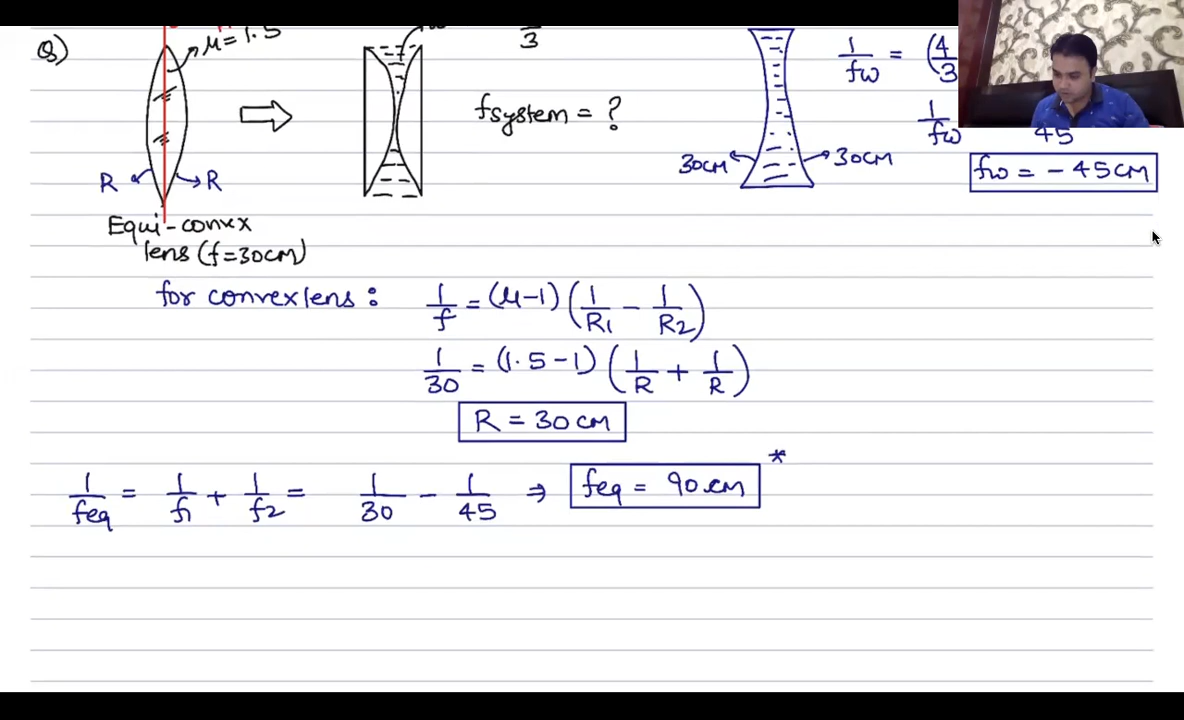 Q)
μ = 1.5
3
fsystem = ?
30cm
30cm
1/fw = (4/3
1/fw
45
fw = - 45cm
R
R
Equi-convex
lens (f=30cm)
for convex lens : 1/f = (μ-1) (1/R1 - 1/R2)
1/30 = (1.5-1) (1/R + 1/R)
R = 30cm
1/feq = 1/f1 + 1/f2 = 1/30 - 1/45 ⇒ feq = 90cm *